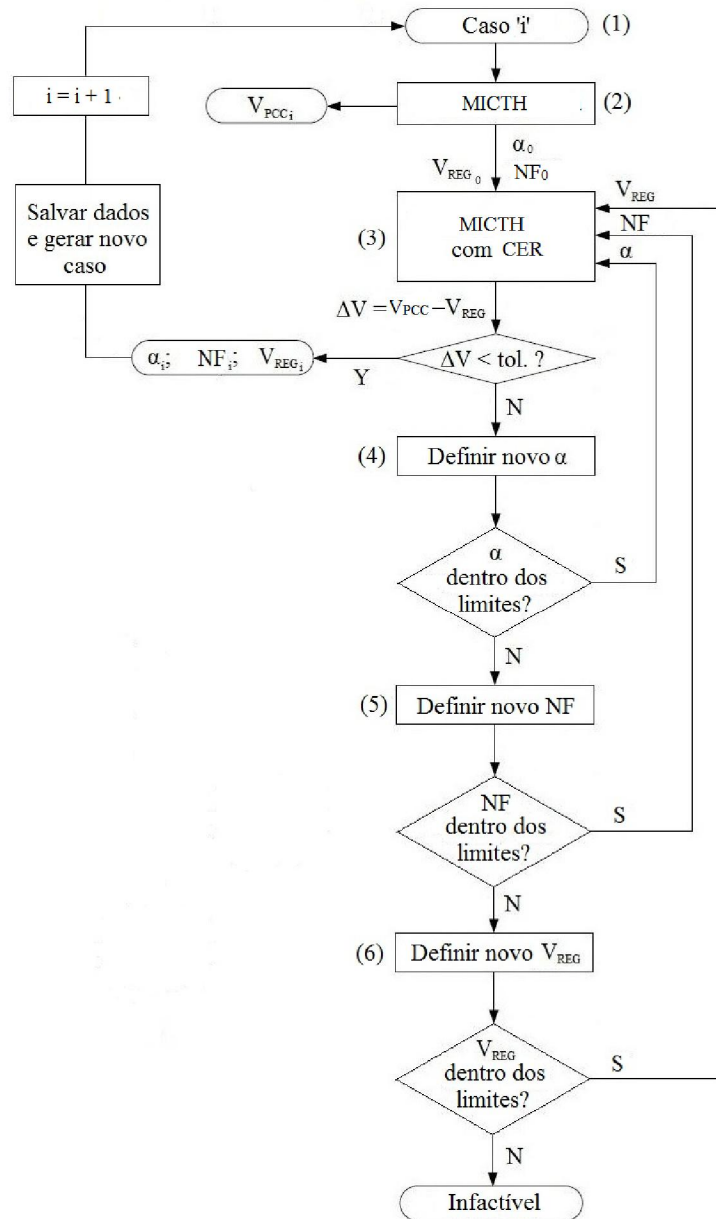 Caso 'i'
(1)
i = i + 1
V_PCC_i
MICTH
(2)
V_REG_0
α_0
NF_0
Salvar dados
e gerar novo
caso
(3)
MICTH
com CER
V_REG
NF
α
ΔV = V_PCC – V_REG
α_i; NF_i; V_REG_i
Y
ΔV < tol. ?
N
(4)
Definir novo α
α
dentro dos
limites?
S
N
(5)
Definir novo NF
NF
dentro dos
limites?
S
N
(6)
Definir novo V_REG
V_REG
dentro dos
limites?
S
N
Infactível